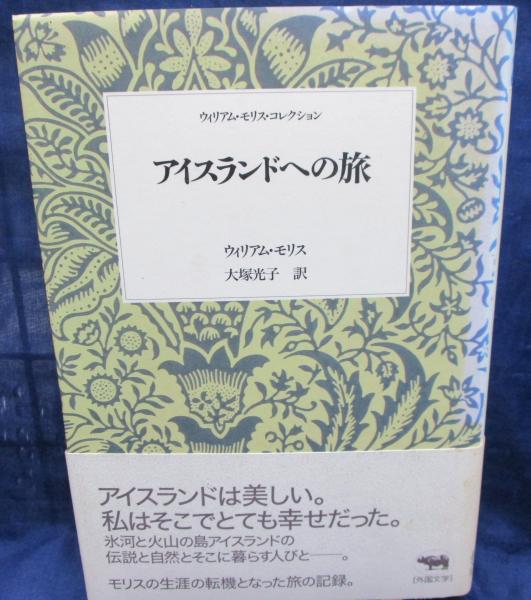 ウィリアム・モリス・コレクション
アイスランドへの旅
ウィリアム・モリス
大塚光子 訳
アイスランドは美しい。
私はそこでとても幸せだった。
氷河と火山の島アイスランドの
伝説と自然とそこに暮らす人びと――。
モリスの生涯の転機となった旅の記録。
[外国文学]